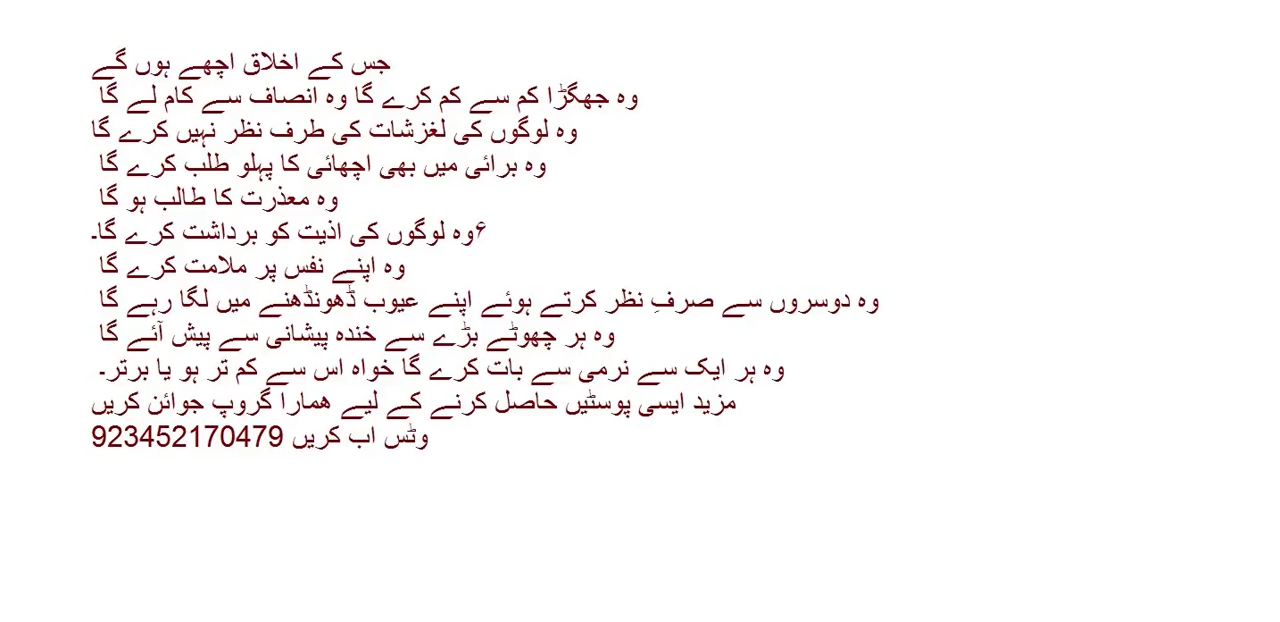 جس کے اخلاق اچھے ہوں گے
وہ جھگڑا کم سے کم کرے گا وہ انصاف سے کام لے گا
وہ لوگوں کی لغزشات کی طرف نظر نہیں کرے گا
وہ برائی میں بھی اچھائی کا پہلو طلب کرے گا
وہ معذرت کا طالب ہو گا
۶وہ لوگوں کی اذیت کو برداشت کرے گا۔
وہ اپنے نفس پر ملامت کرے گا
وہ دوسروں سے صرفِ نظر کرتے ہوئے اپنے عیوب ڈھونڈھنے میں لگا رہے گا
وہ ہر چھوٹے بڑے سے خندہ پیشانی سے پیش آئے گا
وہ ہر ایک سے نرمی سے بات کرے گا خواہ اس سے کم تر ہو یا برتر۔
مزید ایسی پوسٹیں حاصل کرنے کے لیے ھمارا گروپ جوائن کریں
وٹس اب کریں 923452170479